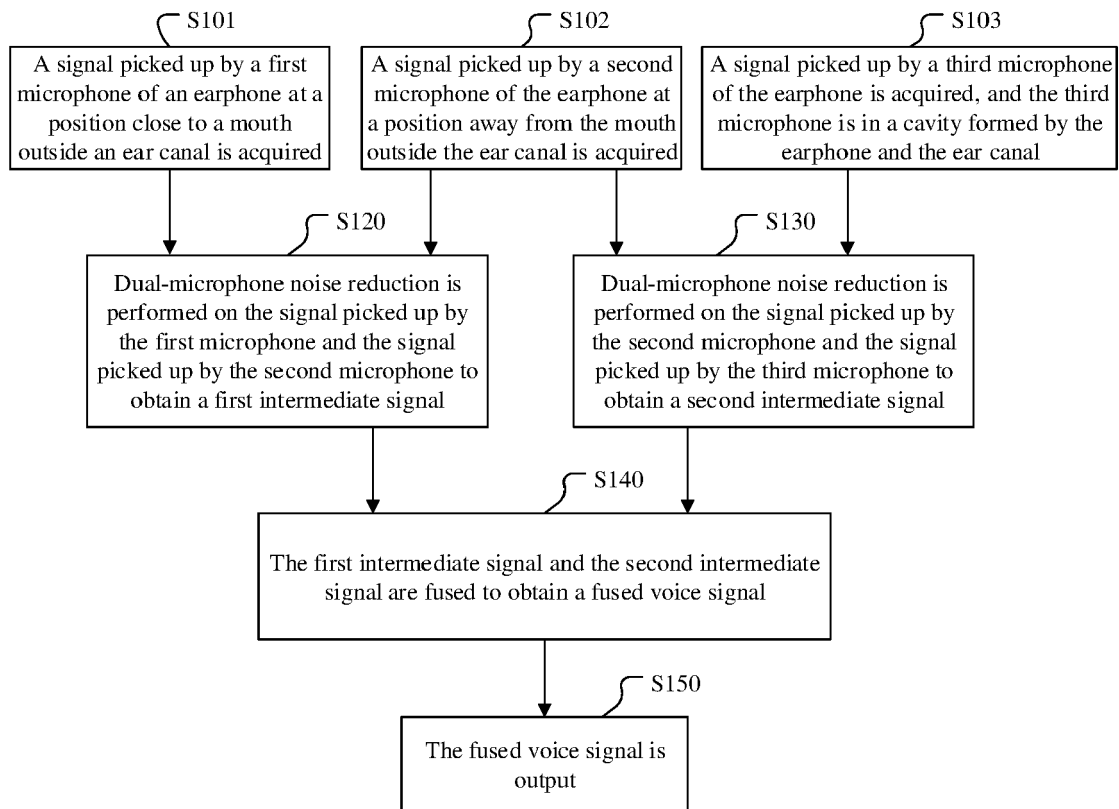 S101
A signal picked up by a first
microphone of an earphone at a
position close to a mouth
outside an ear canal is acquired
S102
A signal picked up by a second
microphone of the earphone at
a position away from the mouth
outside the ear canal is acquired
S103
A signal picked up by a third microphone
of the earphone is acquired, and the third
microphone is in a cavity formed by the
earphone and the ear canal
S120
Dual-microphone noise reduction is
performed on the signal picked up by
the first microphone and the signal
picked up by the second microphone to
obtain a first intermediate signal
S130
Dual-microphone noise reduction is
performed on the signal picked up by
the second microphone and the signal
picked up by the third microphone to
obtain a second intermediate signal
S140
The first intermediate signal and the second intermediate
signal are fused to obtain a fused voice signal
S150
The fused voice signal is
output